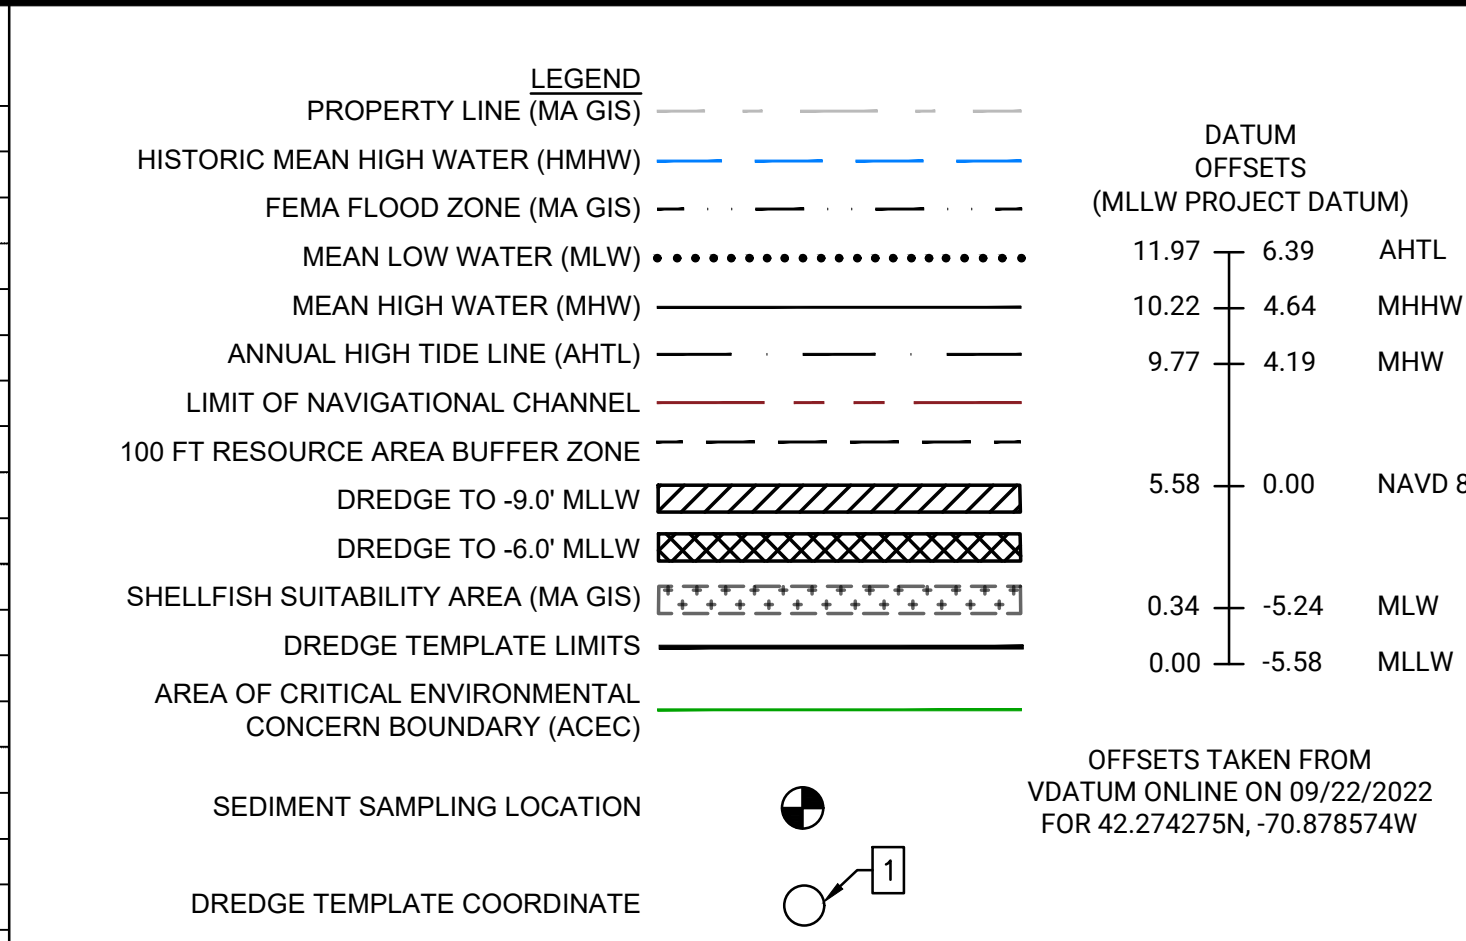 LEGEND
PROPERTY LINE (MA GIS)
HISTORIC MEAN HIGH WATER (HMHW)
FEMA FLOOD ZONE (MA GIS)
MEAN LOW WATER (MLW)
MEAN HIGH WATER (MHW)
ANNUAL HIGH TIDE LINE (AHTL)
LIMIT OF NAVIGATIONAL CHANNEL
100 FT RESOURCE AREA BUFFER ZONE
DREDGE TO -9.0' MLLW
DREDGE TO -6.0' MLLW
SHELLFISH SUITABILITY AREA (MA GIS)
DREDGE TEMPLATE LIMITS
AREA OF CRITICAL ENVIRONMENTAL
CONCERN BOUNDARY (ACEC)
SEDIMENT SAMPLING LOCATION
DREDGE TEMPLATE COORDINATE
1
DATUM
OFFSETS
(MLLW PROJECT DATUM)
11.97 6.39 AHTL
10.22 4.64 MHHW
9.77 4.19 MHW
5.58 0.00 NAVD 8
0.34 -5.24 MLW
0.00 -5.58 MLLW
OFFSETS TAKEN FROM
VDATUM ONLINE ON 09/22/2022
FOR 42.274275N, -70.878574W